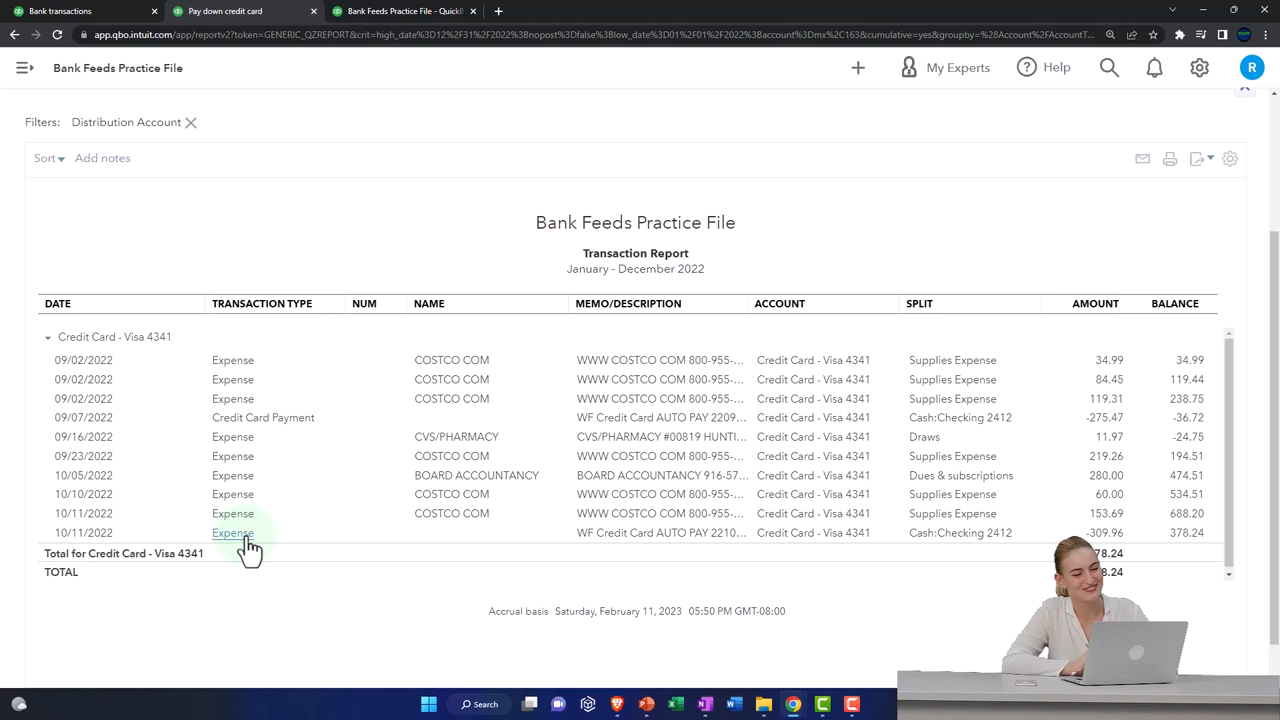 Bank transactions
Pay down credit card
Bank Feeds Practice File - QuickB
app.qbo.intuit.com/app/reportv2?token=GENERIC_QZREPORT&crit=high_date%3D12%2F31%2F2022%3Bnopost%3Dfalse%3Blow_date%3D01%2F01%2F2022%3Baccount%3Dmx%2C163&cumulative=yes&groupby=%28Account%2FAccountT...
Bank Feeds Practice File
My Experts
Help
R
Filters: Distribution Account
Sort Add notes
Bank Feeds Practice File
Transaction Report
January - December 2022
DATE TRANSACTION TYPE NUM NAME MEMO/DESCRIPTION ACCOUNT SPLIT AMOUNT BALANCE
Credit Card - Visa 4341
09/02/2022 Expense COSTCO COM WWW COSTCO COM 800-955-... Credit Card - Visa 4341 Supplies Expense 34.99 34.99
09/02/2022 Expense COSTCO COM WWW COSTCO COM 800-955-... Credit Card - Visa 4341 Supplies Expense 84.45 119.44
09/02/2022 Expense COSTCO COM WWW COSTCO COM 800-955-... Credit Card - Visa 4341 Supplies Expense 119.31 238.75
09/07/2022 Credit Card Payment WF Credit Card AUTO PAY 2209... Credit Card - Visa 4341 Cash:Checking 2412 -275.47 -36.72
09/16/2022 Expense CVS/PHARMACY CVS/PHARMACY #00819 HUNTI... Credit Card - Visa 4341 Draws 11.97 -24.75
09/23/2022 Expense COSTCO COM WWW COSTCO COM 800-955-... Credit Card - Visa 4341 Supplies Expense 219.26 194.51
10/05/2022 Expense BOARD ACCOUNTANCY BOARD ACCOUNTANCY 916-57... Credit Card - Visa 4341 Dues & subscriptions 280.00 474.51
10/10/2022 Expense COSTCO COM WWW COSTCO COM 800-955-... Credit Card - Visa 4341 Supplies Expense 60.00 534.51
10/11/2022 Expense COSTCO COM WWW COSTCO COM 800-955-... Credit Card - Visa 4341 Supplies Expense 153.69 688.20
10/11/2022 Expense WF Credit Card AUTO PAY 2210... Credit Card - Visa 4341 Cash:Checking 2412 -309.96 378.24
Total for Credit Card - Visa 4341 78.24
TOTAL 8.24
Accrual basis Saturday, February 11, 2023 05:50 PM GMT-08:00
Search